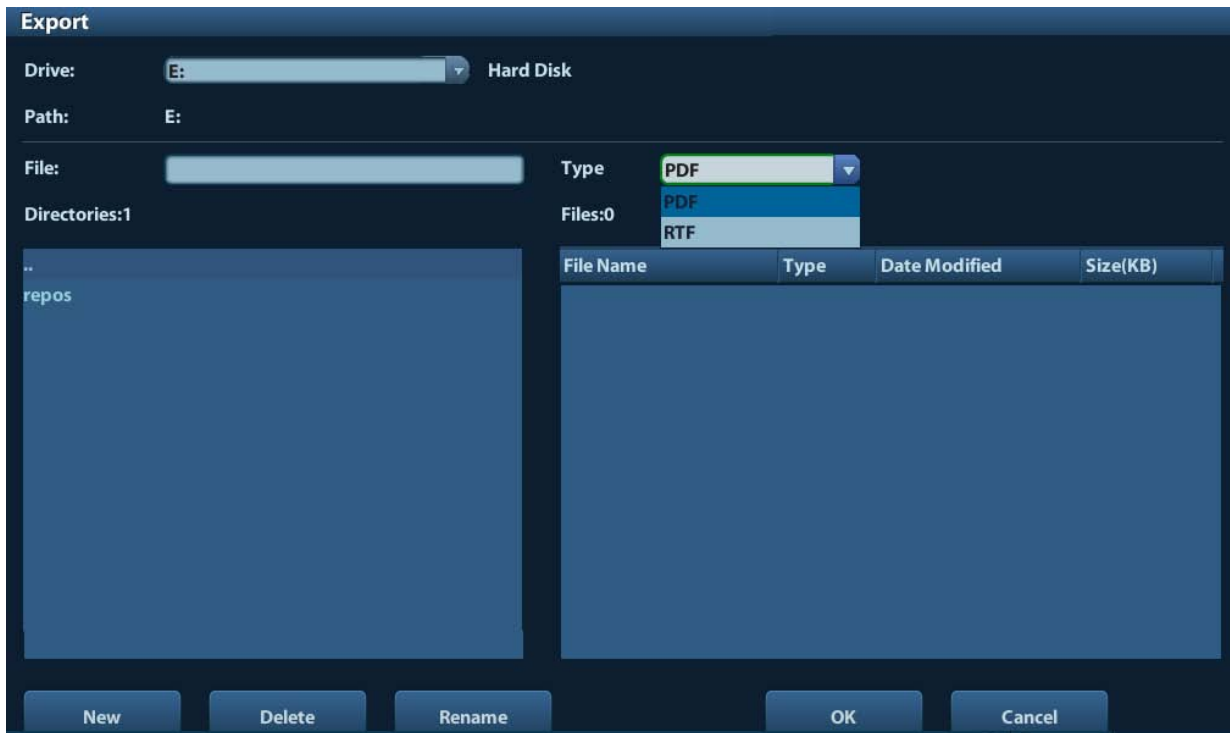 Export
Drive: E: Hard Disk
Path: E:
File: Type PDF
PDF
Directories:1 Files:0
RTF
.. File Name Type Date Modified Size(KB)
repos
New Delete Rename OK Cancel